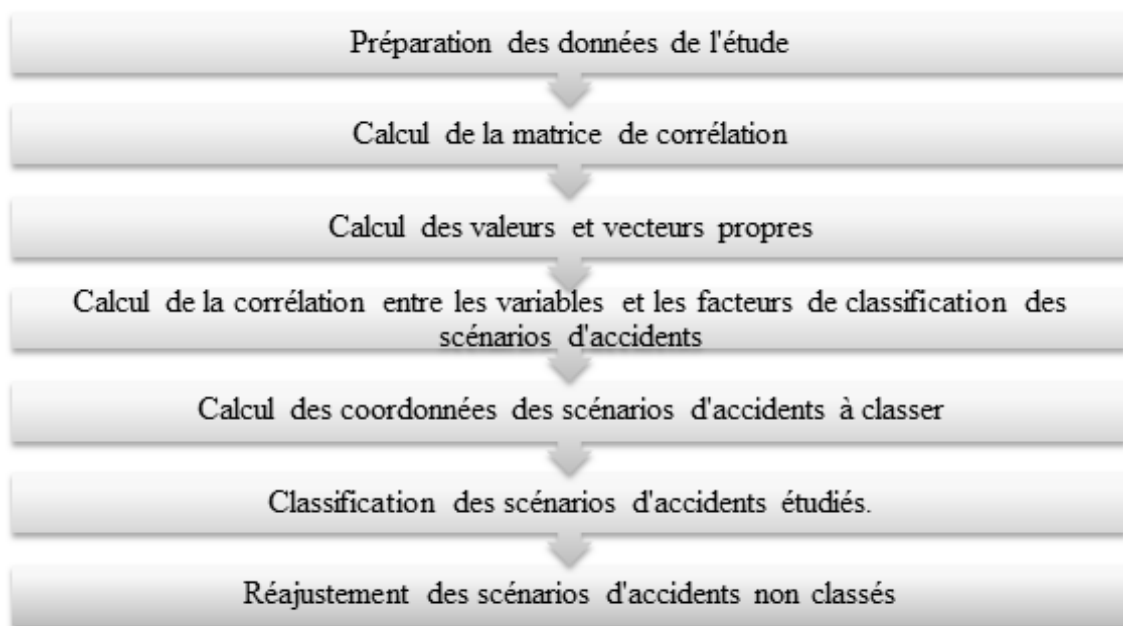 Préparation des données de l'étude
Calcul de la matrice de corrélation
Calcul des valeurs et vecteurs propres
Calcul de la corrélation entre les variables et les facteurs de classification des
scénarios d'accidents
Calcul des coordonnées des scénarios d'accidents à classer
Classification des scénarios d'accidents étudiés.
Réajustement des scénarios d'accidents non classés